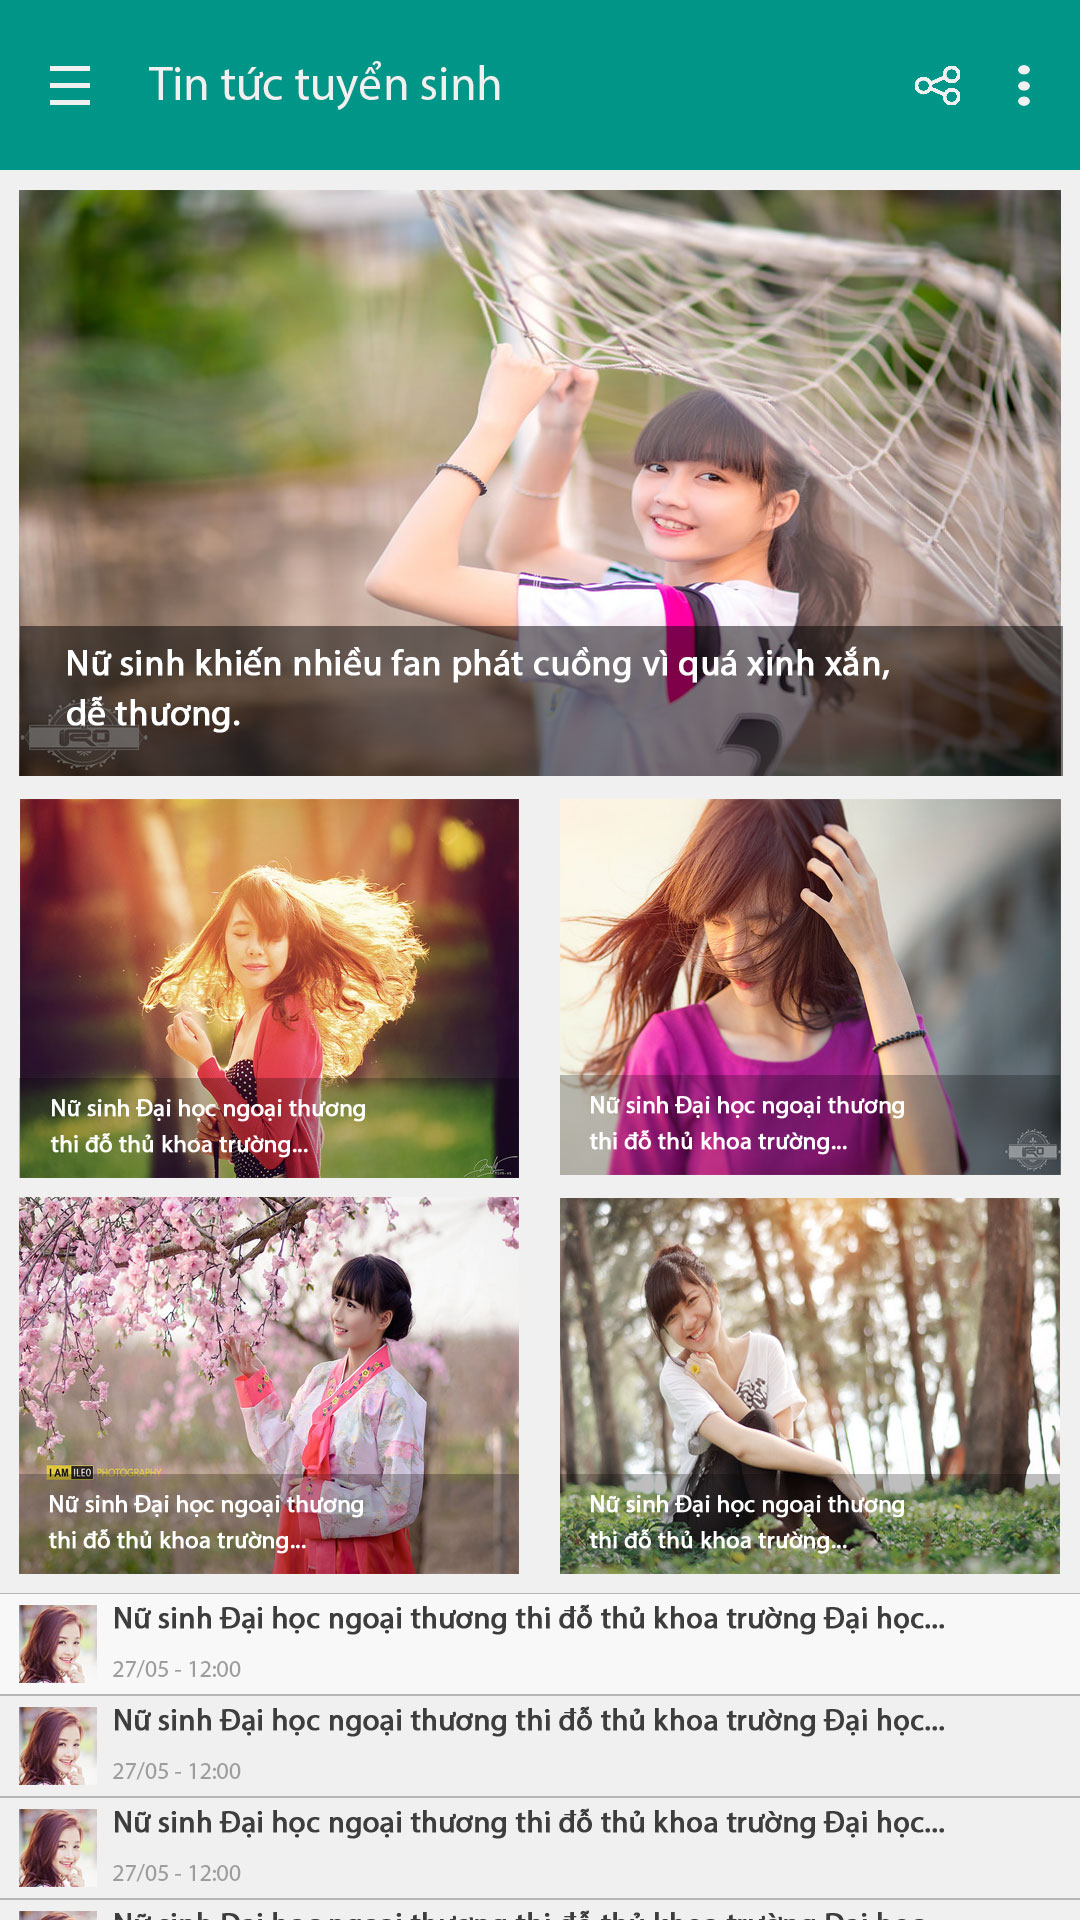 Tin tức tuyển sinh
Nữ sinh khiến nhiều fan phát cuồng vì quá xinh xắn,
dễ thương.
IRO
Nữ sinh Đại học ngoại thương
thi đỗ thủ khoa trường...
Nữ sinh Đại học ngoại thương
thi đỗ thủ khoa trường...
IRO
I AM ILEO PHOTOGRAPHY
Nữ sinh Đại học ngoại thương
thi đỗ thủ khoa trường...
Nữ sinh Đại học ngoại thương
thi đỗ thủ khoa trường...
Nữ sinh Đại học ngoại thương thi đỗ thủ khoa trường Đại học...
27/05 - 12:00
Nữ sinh Đại học ngoại thương thi đỗ thủ khoa trường Đại học...
27/05 - 12:00
Nữ sinh Đại học ngoại thương thi đỗ thủ khoa trường Đại học...
27/05 - 12:00